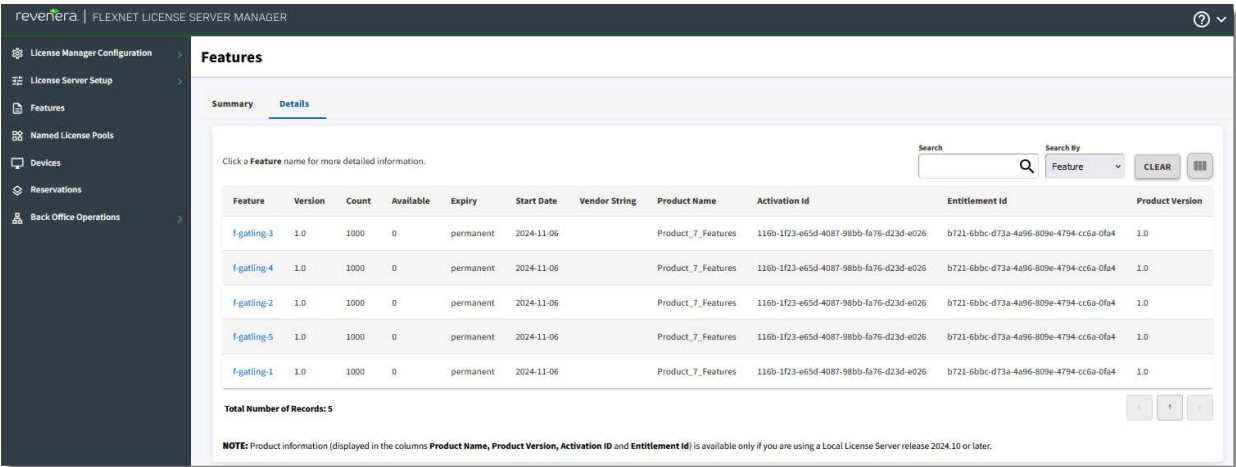 revenera. | FLEXNET LICENSE SERVER MANAGER
License Manager Configuration
License Server Setup
Features
Named License Pools
Devices
Reservations
Back Office Operations
Features
Summary Details
Click a Feature name for more detailed information.
Search
Search By
Feature
CLEAR
Feature Version Count Available Expiry Start Date Vendor String Product Name Activation Id Entitlement Id Product Version
f-gatling-3 1.0 1000 0 permanent 2024-11-06 Product_7_Features 116b-1f23-e65d-4087-98bb-fa76-d23d-e026 b721-6bbc-d73a-4a96-809e-4794-cc6a-0fa4 1.0
f-gatling-4 1.0 1000 0 permanent 2024-11-06 Product_7_Features 116b-1f23-e65d-4087-98bb-fa76-d23d-e026 b721-6bbc-d73a-4a96-809e-4794-cc6a-0fa4 1.0
f-gatling-2 1.0 1000 0 permanent 2024-11-06 Product_7_Features 116b-1f23-e65d-4087-98bb-fa76-d23d-e026 b721-6bbc-d73a-4a96-809e-4794-cc6a-0fa4 1.0
f-gatling-5 1.0 1000 0 permanent 2024-11-06 Product_7_Features 116b-1f23-e65d-4087-98bb-fa76-d23d-e026 b721-6bbc-d73a-4a96-809e-4794-cc6a-0fa4 1.0
f-gatling-1 1.0 1000 0 permanent 2024-11-06 Product_7_Features 116b-1f23-e65d-4087-98bb-fa76-d23d-e026 b721-6bbc-d73a-4a96-809e-4794-cc6a-0fa4 1.0
Total Number of Records: 5
1
NOTE: Product information (displayed in the columns Product Name, Product Version, Activation ID and Entitlement Id) is available only if you are using a Local License Server release 2024.10 or later.